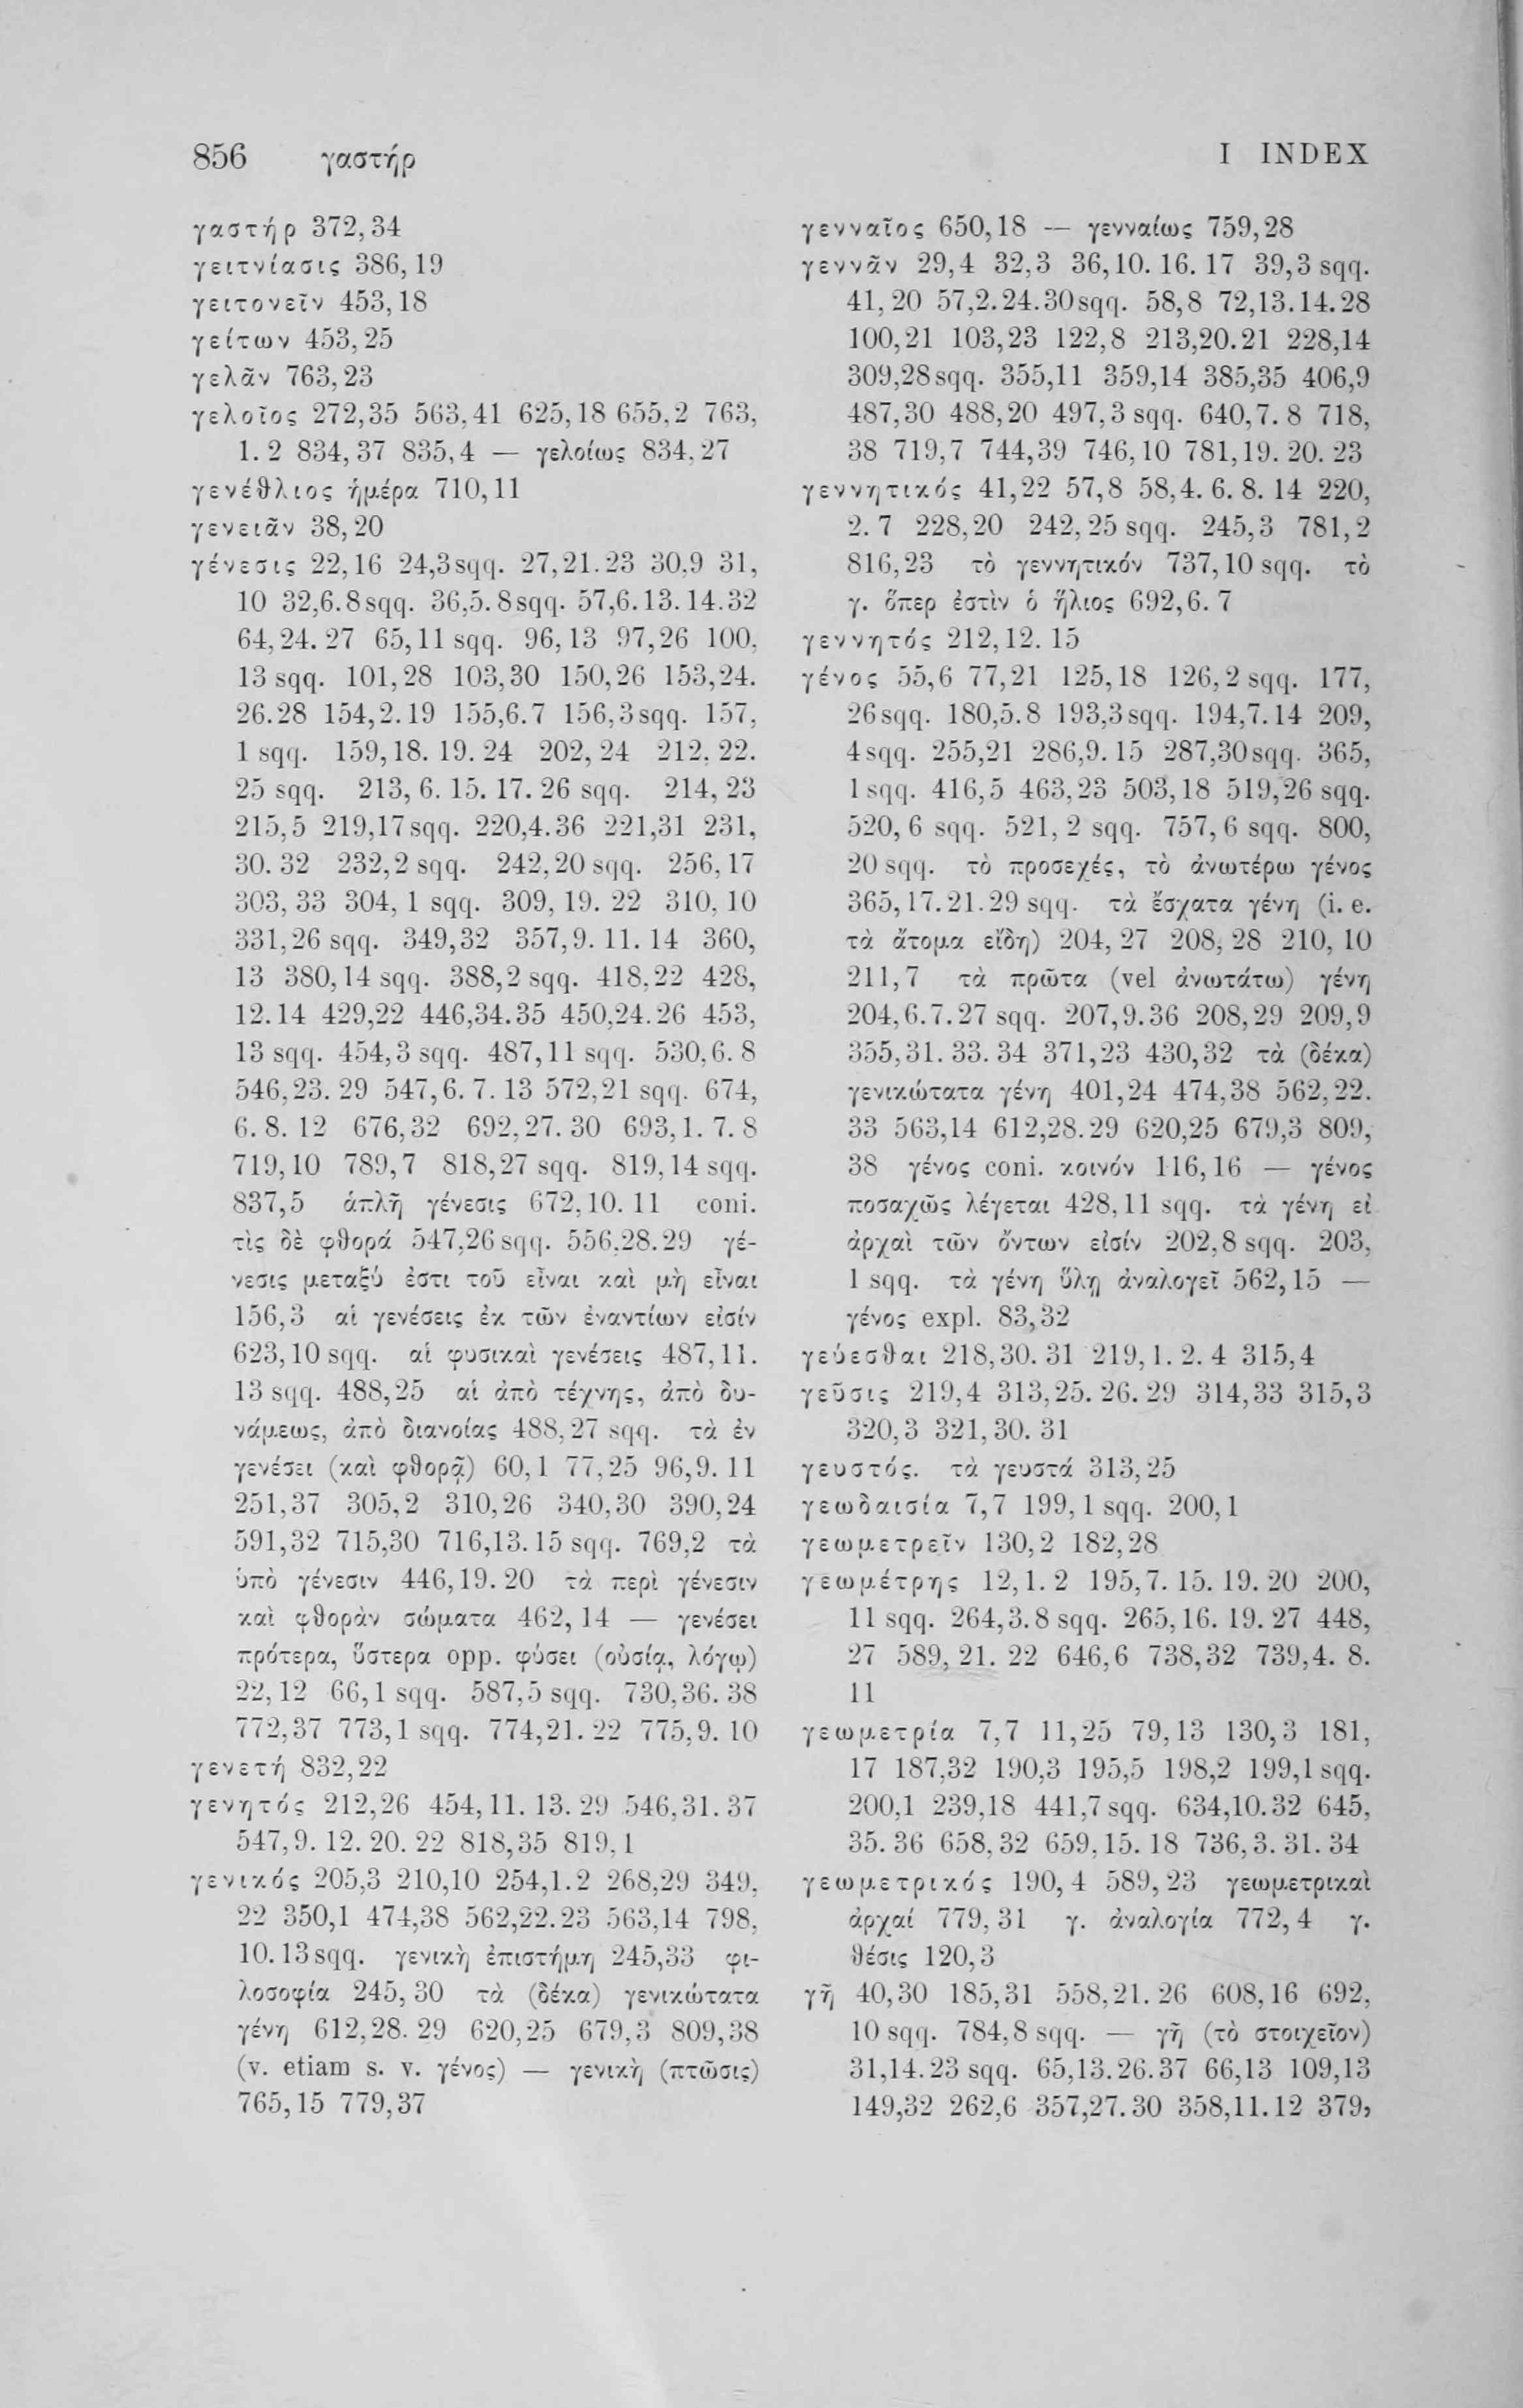 856 γαστήρ
I INDEX
γαστήρ 372,34
γειτνίασις 386,19
γειτονεῖν 453,18
γείτων 453,25
γελᾶν 763,23
γελοῖος 272,35 563,41 625,18 655,2 763,
1. 2 834,37 835,4 — γελοίως 834,27
γενέθλιος ἡμέρα 710,11
γενειᾶν 38,20
γένεσις 22,16 24,3sqq. 27,21.23 30,9 31,
10 32,6.8sqq. 36,5.8sqq. 57,6.13.14.32
64,24.27 65,11 sqq. 96,13 97,26 100,
13 sqq. 101,28 103,30 150,26 153,24.
26.28 154,2.19 155,6.7 156,3sqq. 157,
1 sqq. 159,18. 19. 24 202,24 212,22.
25 sqq. 213,6. 15. 17. 26 sqq. 214,23
215,5 219,17sqq. 220,4.36 221,31 231,
30. 32 232,2 sqq. 242,20 sqq. 256,17
303,33 304,1 sqq. 309,19. 22 310,10
331,26 sqq. 349,32 357,9. 11. 14 360,
13 380,14 sqq. 388,2 sqq. 418,22 428,
12.14 429,22 446,34.35 450,24.26 453,
13 sqq. 454,3 sqq. 487,11 sqq. 530,6. 8
546,23. 29 547,6. 7. 13 572,21 sqq. 674,
6. 8. 12 676,32 692,27. 30 693,1. 7. 8
719,10 789,7 818,27 sqq. 819,14 sqq.
837,5 ἁπλῆ γένεσις 672,10. 11 coni.
τὶς δὲ φθορά 547,26 sqq. 556,28.29 γέ-
νεσις μεταξύ ἐστι τοῦ εἶναι καὶ μὴ εἶναι
156,3 αἱ γενέσεις ἐκ τῶν ἐναντίων εἰσίν
623,10 sqq. αἱ φυσικαὶ γενέσεις 487,11.
13 sqq. 488,25 αἱ ἀπὸ τέχνης, ἀπὸ δυ-
νάμεως, ἀπὸ διανοίας 488,27 sqq. τὰ ἐν
γενέσει (καὶ φθορᾷ) 60,1 77,25 96,9. 11
251,37 305,2 310,26 340,30 390,24
591,32 715,30 716,13. 15 sqq. 769,2 τὰ
ὑπὸ γένεσιν 446,19. 20 τὰ περὶ γένεσιν
καὶ φθορὰν σώματα 462,14 — γενέσει
πρότερα, ὕστερα opp. φύσει (οὐσίᾳ, λόγῳ)
22,12 66,1 sqq. 587,5 sqq. 730,36. 38
772,37 773,1 sqq. 774,21. 22 775,9. 10
γενετή 832,22
γενητός 212,26 454,11. 13. 29 546,31. 37
547,9. 12. 20. 22 818,35 819,1
γενικός 205,3 210,10 254,1.2 268,29 349,
22 350,1 474,38 562,22.23 563,14 798,
10. 13sqq. γενικὴ ἐπιστήμη 245,33 φι-
λοσοφία 245,30 τὰ (δέκα) γενικώτατα
γένη 612,28. 29 620,25 679,3 809,38
(v. etiam s. v. γένος) — γενικὴ (πτῶσις)
765,15 779,37
γενναῖος 650,18 — γενναίως 759,28
γεννᾶν 29,4 32,3 36,10. 16. 17 39,3 sqq.
41,20 57,2.24.30sqq. 58,8 72,13.14.28
100,21 103,23 122,8 213,20.21 228,14
309,28sqq. 355,11 359,14 385,35 406,9
487,30 488,20 497,3 sqq. 640,7. 8 718,
38 719,7 744,39 746,10 781,19. 20. 23
γεννητικός 41,22 57,8 58,4. 6. 8. 14 220,
2. 7 228,20 242,25 sqq. 245,3 781,2
816,23 τὸ γεννητικόν 737,10 sqq. τὸ
γ. ὅπερ ἐστὶν ὁ ἥλιος 692,6. 7
γεννητός 212,12. 15
γένος 55,6 77,21 125,18 126,2 sqq. 177,
26sqq. 180,5.8 193,3sqq. 194,7.14 209,
4sqq. 255,21 286,9. 15 287,30sqq. 365,
1sqq. 416,5 463,23 503,18 519,26 sqq.
520,6 sqq. 521,2 sqq. 757,6 sqq. 800,
20 sqq. τὸ προσεχές, τὸ ἀνωτέρω γένος
365,17.21.29 sqq. τὰ ἔσχατα γένη (i. e.
τὰ ἄτομα εἴδη) 204,27 208,28 210,10
211,7 τὰ πρῶτα (vel ἀνωτάτω) γένη
204,6.7.27 sqq. 207,9.36 208,29 209,9
355,31. 33. 34 371,23 430,32 τὰ (δέκα)
γενικώτατα γένη 401,24 474,38 562,22.
33 563,14 612,28.29 620,25 679,3 809,
38 γένος coni. κοινόν 116,16 — γένος
ποσαχῶς λέγεται 428,11 sqq. τὰ γένη εἰ
ἀρχαὶ τῶν ὄντων εἰσίν 202,8 sqq. 203,
1 sqq. τὰ γένη ὕλῃ ἀναλογεῖ 562,15 —
γένος expl. 83,32
γεύεσθαι 218,30. 31 219,1. 2. 4 315,4
γεῦσις 219,4 313,25. 26. 29 314,33 315,3
320,3 321,30. 31
γευστός. τὰ γευστά 313,25
γεωδαισία 7,7 199,1 sqq. 200,1
γεωμετρεῖν 130,2 182,28
γεωμέτρης 12,1. 2 195,7. 15. 19. 20 200,
11 sqq. 264,3. 8 sqq. 265,16. 19. 27 448,
27 589,21. 22 646,6 738,32 739,4. 8.
11
γεωμετρία 7,7 11,25 79,13 130,3 181,
17 187,32 190,3 195,5 198,2 199,1sqq.
200,1 239,18 441,7 sqq. 634,10.32 645,
35. 36 658,32 659,15. 18 736,3. 31. 34
γεωμετρικός 190,4 589,23 γεωμετρικαὶ
ἀρχαί 779,31 γ. ἀναλογία 772,4 γ.
θέσις 120,3
γῆ 40,30 185,31 558,21. 26 608,16 692,
10 sqq. 784,8 sqq. — γῆ (τὸ στοιχεῖον)
31,14.23 sqq. 65,13.26.37 66,13 109,13
149,32 262,6 357,27.30 358,11.12 379,